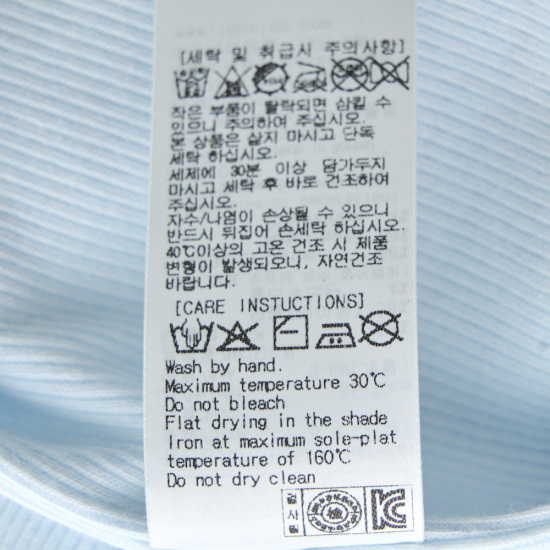 [세탁 및 취급시 주의사항]
작은 부품이 탈락되면 삼킬 수
있으니 주의하여 주십시오.
본 상품은 삶지 마시고 단독
세탁 하십시오.
세제에 30분 이상 담가두지
마시고 세탁 후 바로 건조하여
주십시오.
자수/나염이 손상될 수 있으니
반드시 뒤집어 손세탁 하십시오.
40℃이상의 고온 건조 시 제품
변형이 발생되오니, 자연건조
바랍니다.
[CARE INSTUCTIONS]
Wash by hand.
Maximum temperature 30℃
Do not bleach
Flat drying in the shade
Iron at maximum sole-plat
temperature of 160℃
Do not dry clean